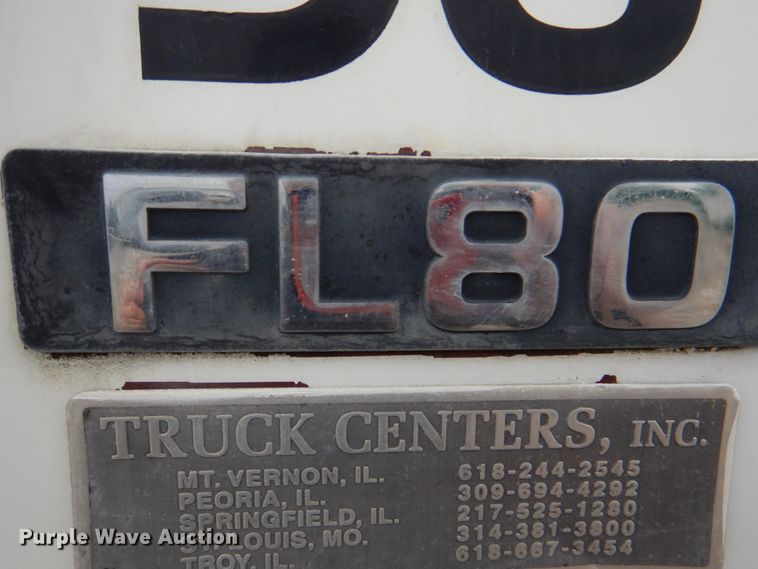 FL80
TRUCK CENTERS, INC.
MT. VERNON, IL. 618-244-2545
PEORIA, IL. 309-694-4292
SPRINGFIELD, IL. 217-525-1280
ST. LOUIS, MO. 314-381-3800
TROY, IL. 618-667-3454
Purple Wave Auction